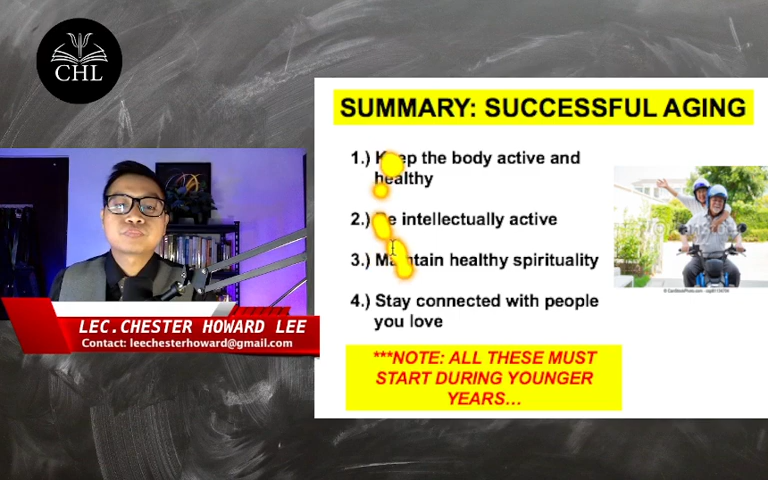 CHL
SUMMARY: SUCCESSFUL AGING
1.) Keep the body active and
healthy
2.) Be intellectually active
3.) Maintain healthy spirituality
4.) Stay connected with people
you love
***NOTE: ALL THESE MUST
START DURING YOUNGER
YEARS...
LEC.CHESTER HOWARD LEE
Contact: leechesterhoward@gmail.com